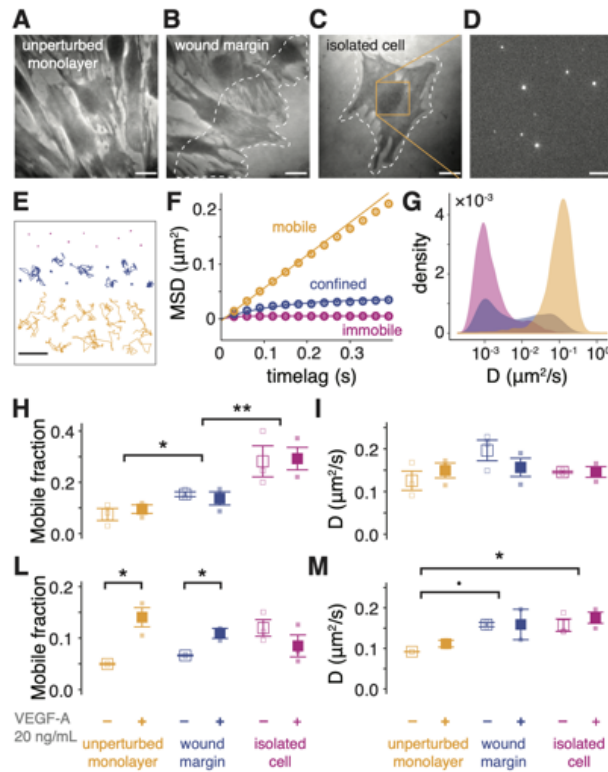 A
B
C
D
unperturbed
monolayer
wound margin
isolated cell
E
F
G
MSD (μm²)
0.2
0.1
0
mobile
confined
immobile
0
0.1
0.2
0.3
timelag (s)
×10⁻³
density
4
2
0
10⁻³
10⁻²
10⁻¹
10⁰
D (μm²/s)
H
I
Mobile fraction
0.4
0.2
0.0
*
**
D (μm²/s)
0.2
0.1
0.0
L
M
Mobile fraction
0.2
0.1
0.0
*
*
D (μm²/s)
0.2
0.1
0.0
·
*
VEGF-A
20 ng/mL
− + − + − +
− + − + − +
unperturbed wound isolated
monolayer margin cell
unperturbed wound isolated
monolayer margin cell